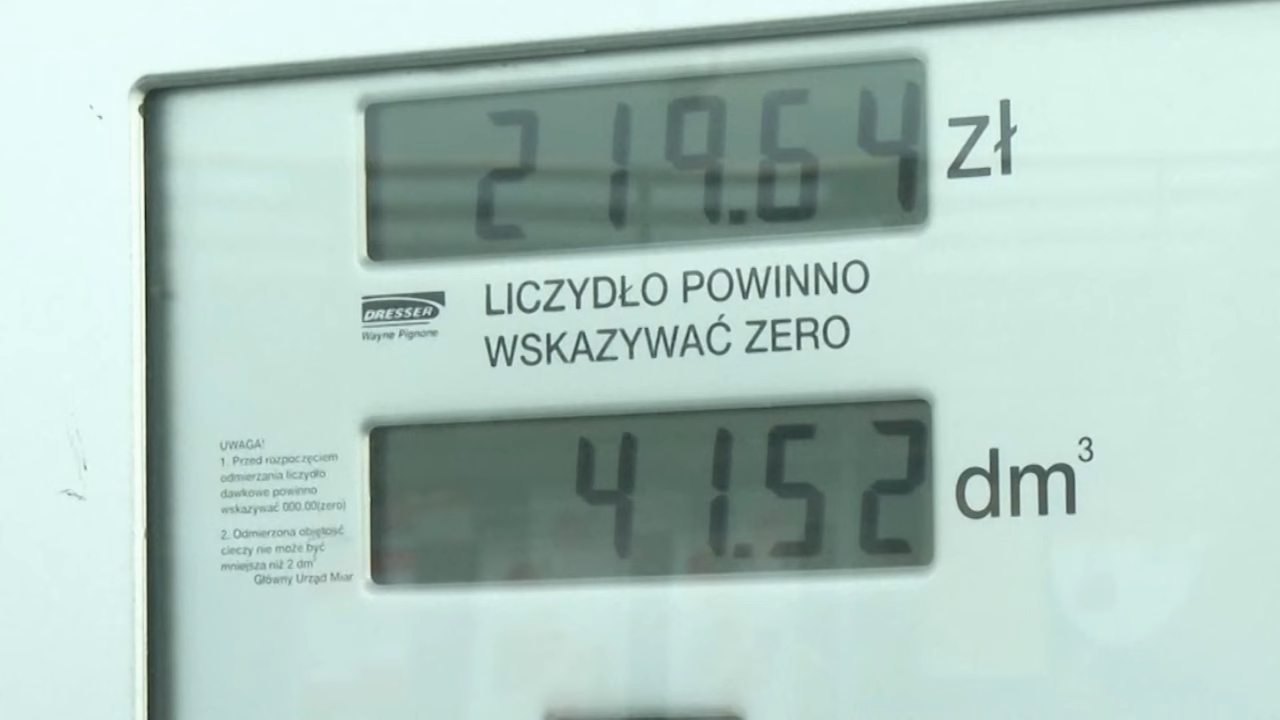 219.64 zł
DRESSER
Wayne Pignone
LICZYDŁO POWINNO
WSKAZYWAĆ ZERO
41.52 dm³
UWAGA!
1. Przed rozpoczęciem
odmierzania liczydło
dawkowe powinno
wskazywać 000.00(zero)
2. Odmierzona objętość
cieczy nie może być
mniejsza niż 2 dm³
Główny Urząd Miar